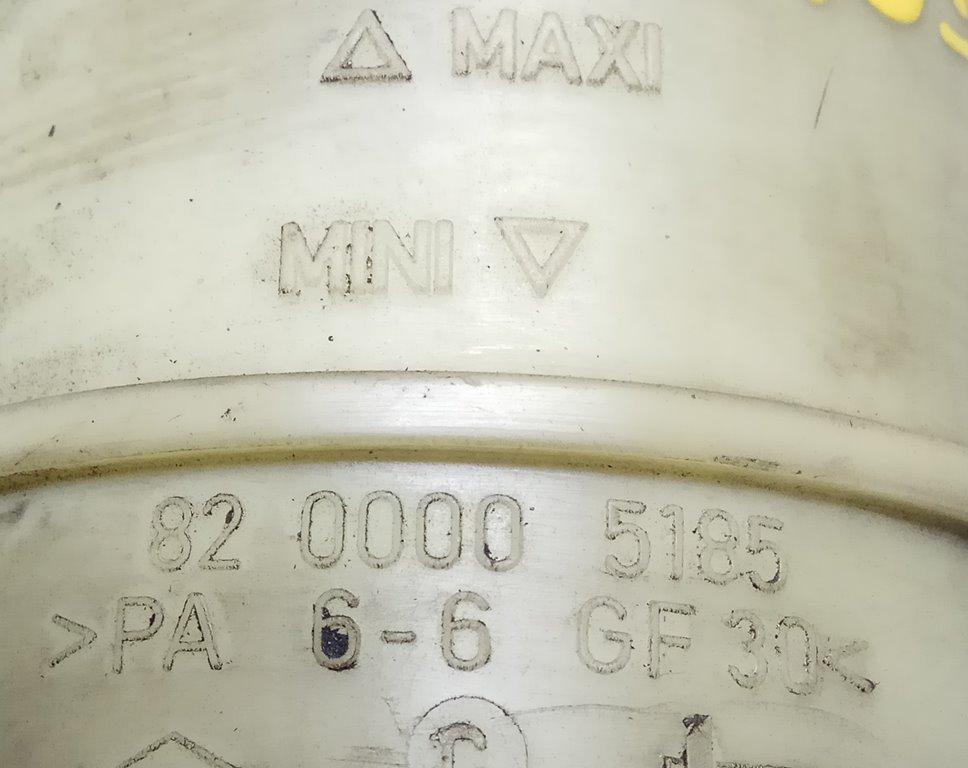 △ MAXI
MINI ▽
82 0000 5185
>PA 6-6 GF 30<